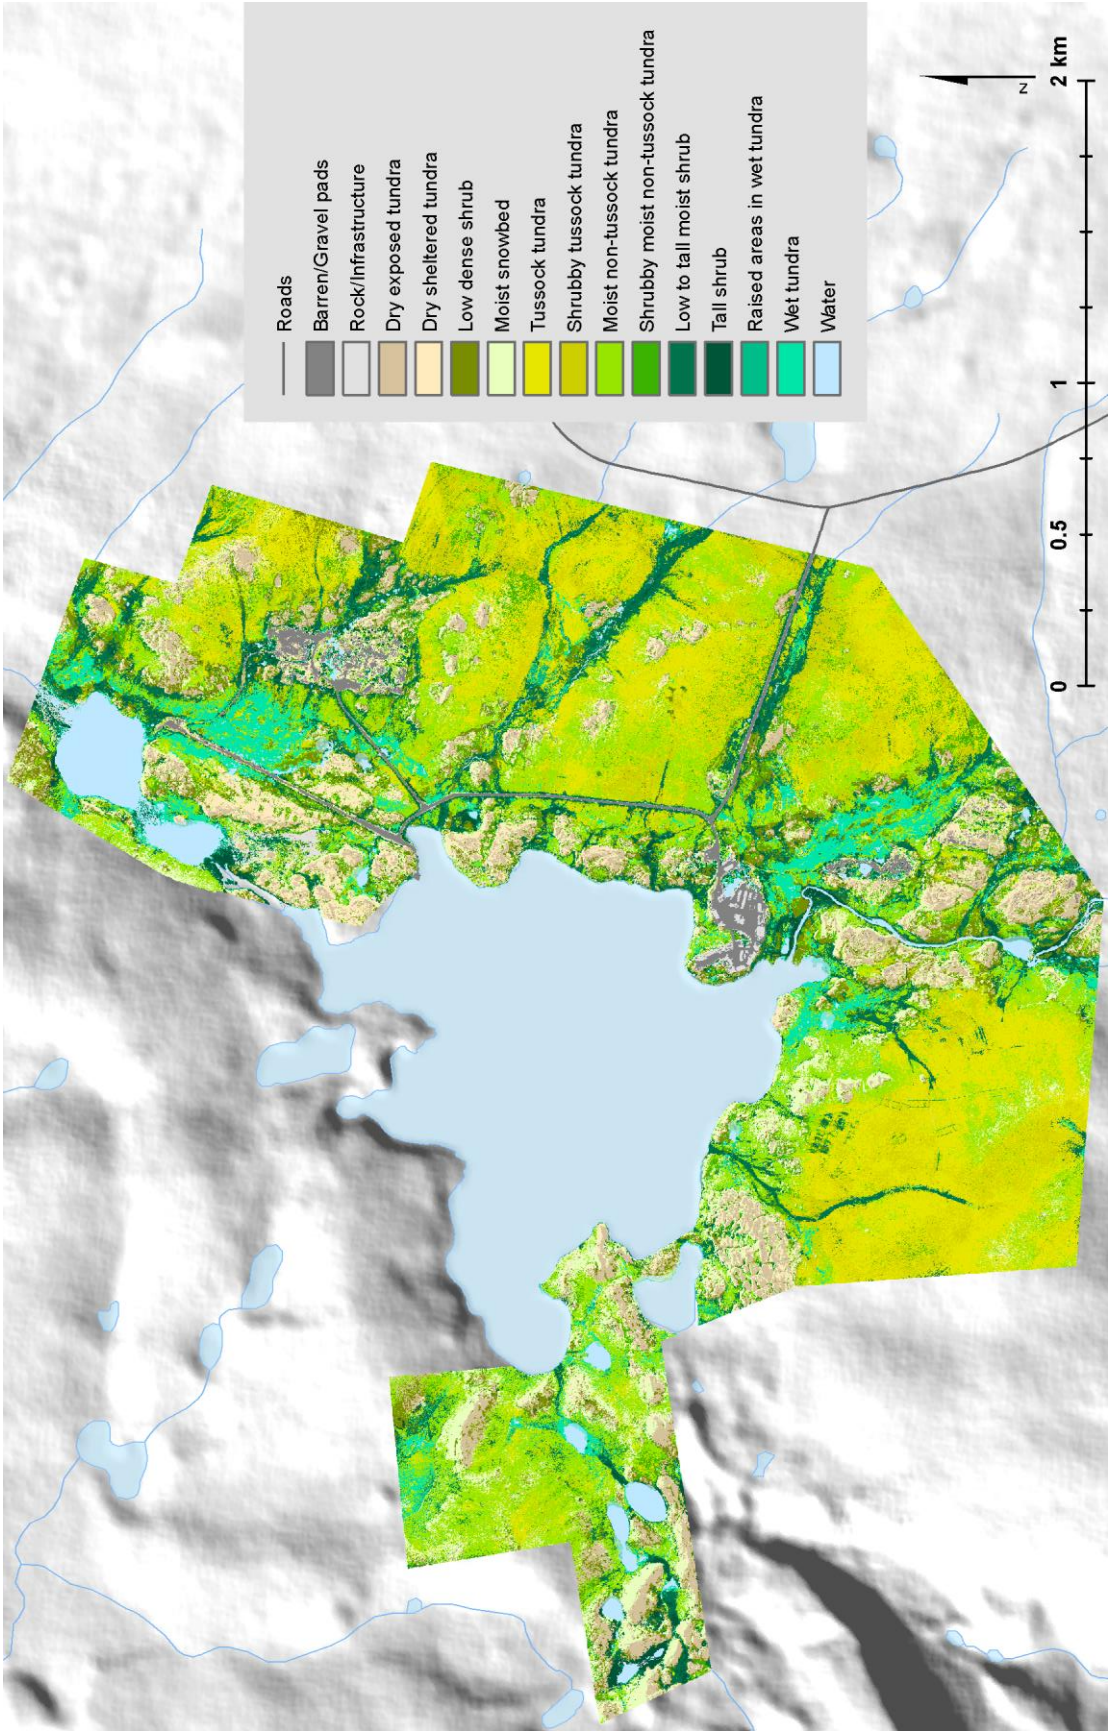 Roads
Barren/Gravel pads
Rock/Infrastructure
Dry exposed tundra
Dry sheltered tundra
Low dense shrub
Moist snowbed
Tussock tundra
Shrubby tussock tundra
Moist non-tussock tundra
Shrubby moist non-tussock tundra
Low to tall moist shrub
Tall shrub
Raised areas in wet tundra
Wet tundra
Water
N
0 0.5 1 2 km